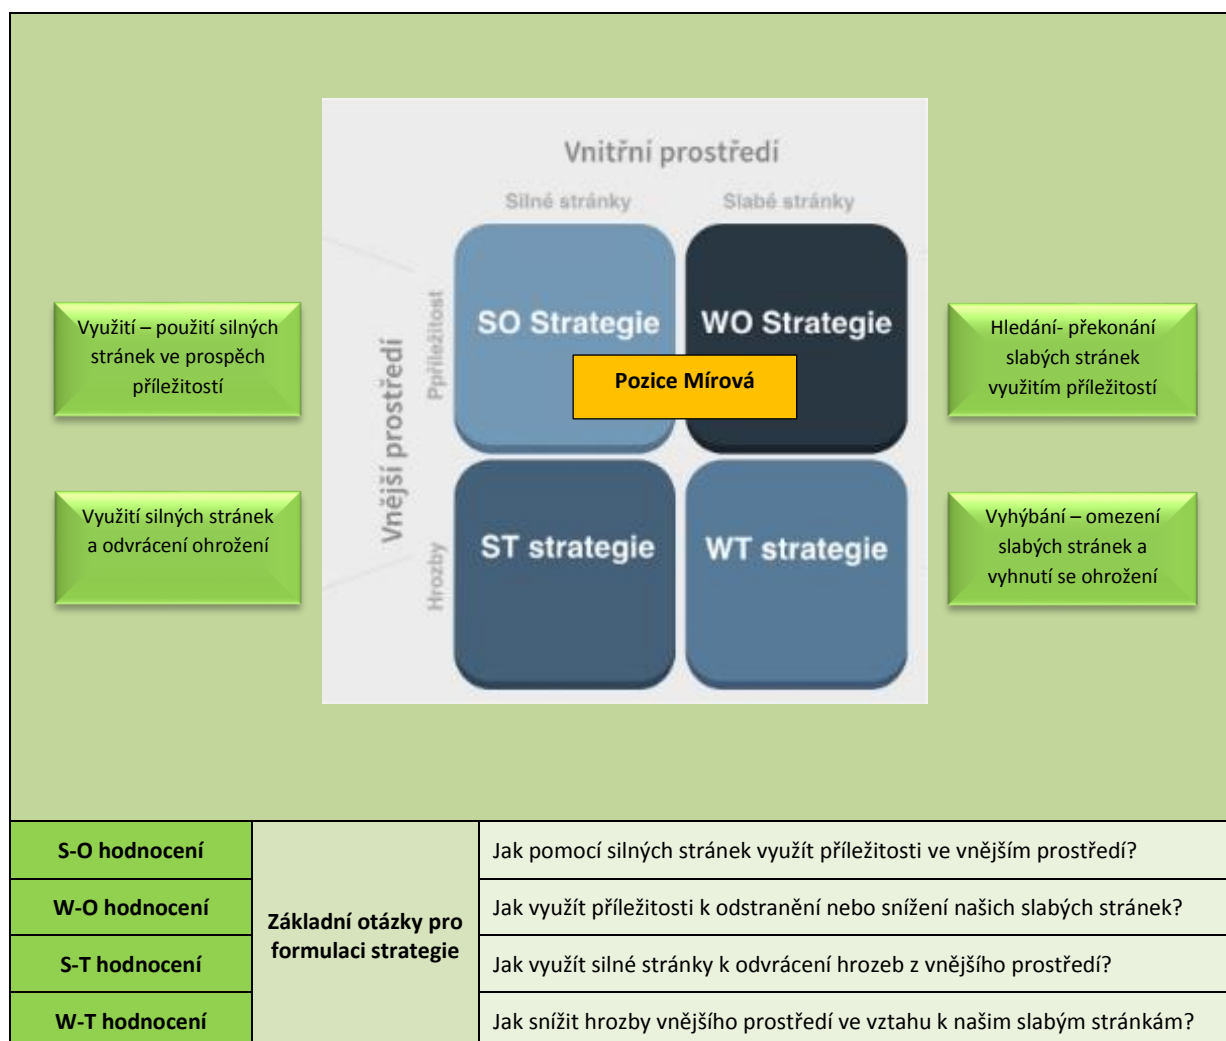 Vnitřní prostředí
Silné stránky
Slabé stránky
Vnější prostředí
Ppříležitost
Hrozby
SO Strategie
WO Strategie
Pozice Mírová
ST strategie
WT strategie
Využití – použití silných
stránek ve prospěch
příležitostí
Hledání- překonání
slabých stránek
využitím příležitostí
Využití silných stránek
a odvrácení ohrožení
Vyhýbání – omezení
slabých stránek a
vyhnutí se ohrožení
S-O hodnocení
W-O hodnocení
S-T hodnocení
W-T hodnocení
Základní otázky pro
formulaci strategie
Jak pomocí silných stránek využít příležitosti ve vnějším prostředí?
Jak využít příležitosti k odstranění nebo snížení našich slabých stránek?
Jak využít silné stránky k odvrácení hrozeb z vnějšího prostředí?
Jak snížit hrozby vnějšího prostředí ve vztahu k našim slabým stránkám?